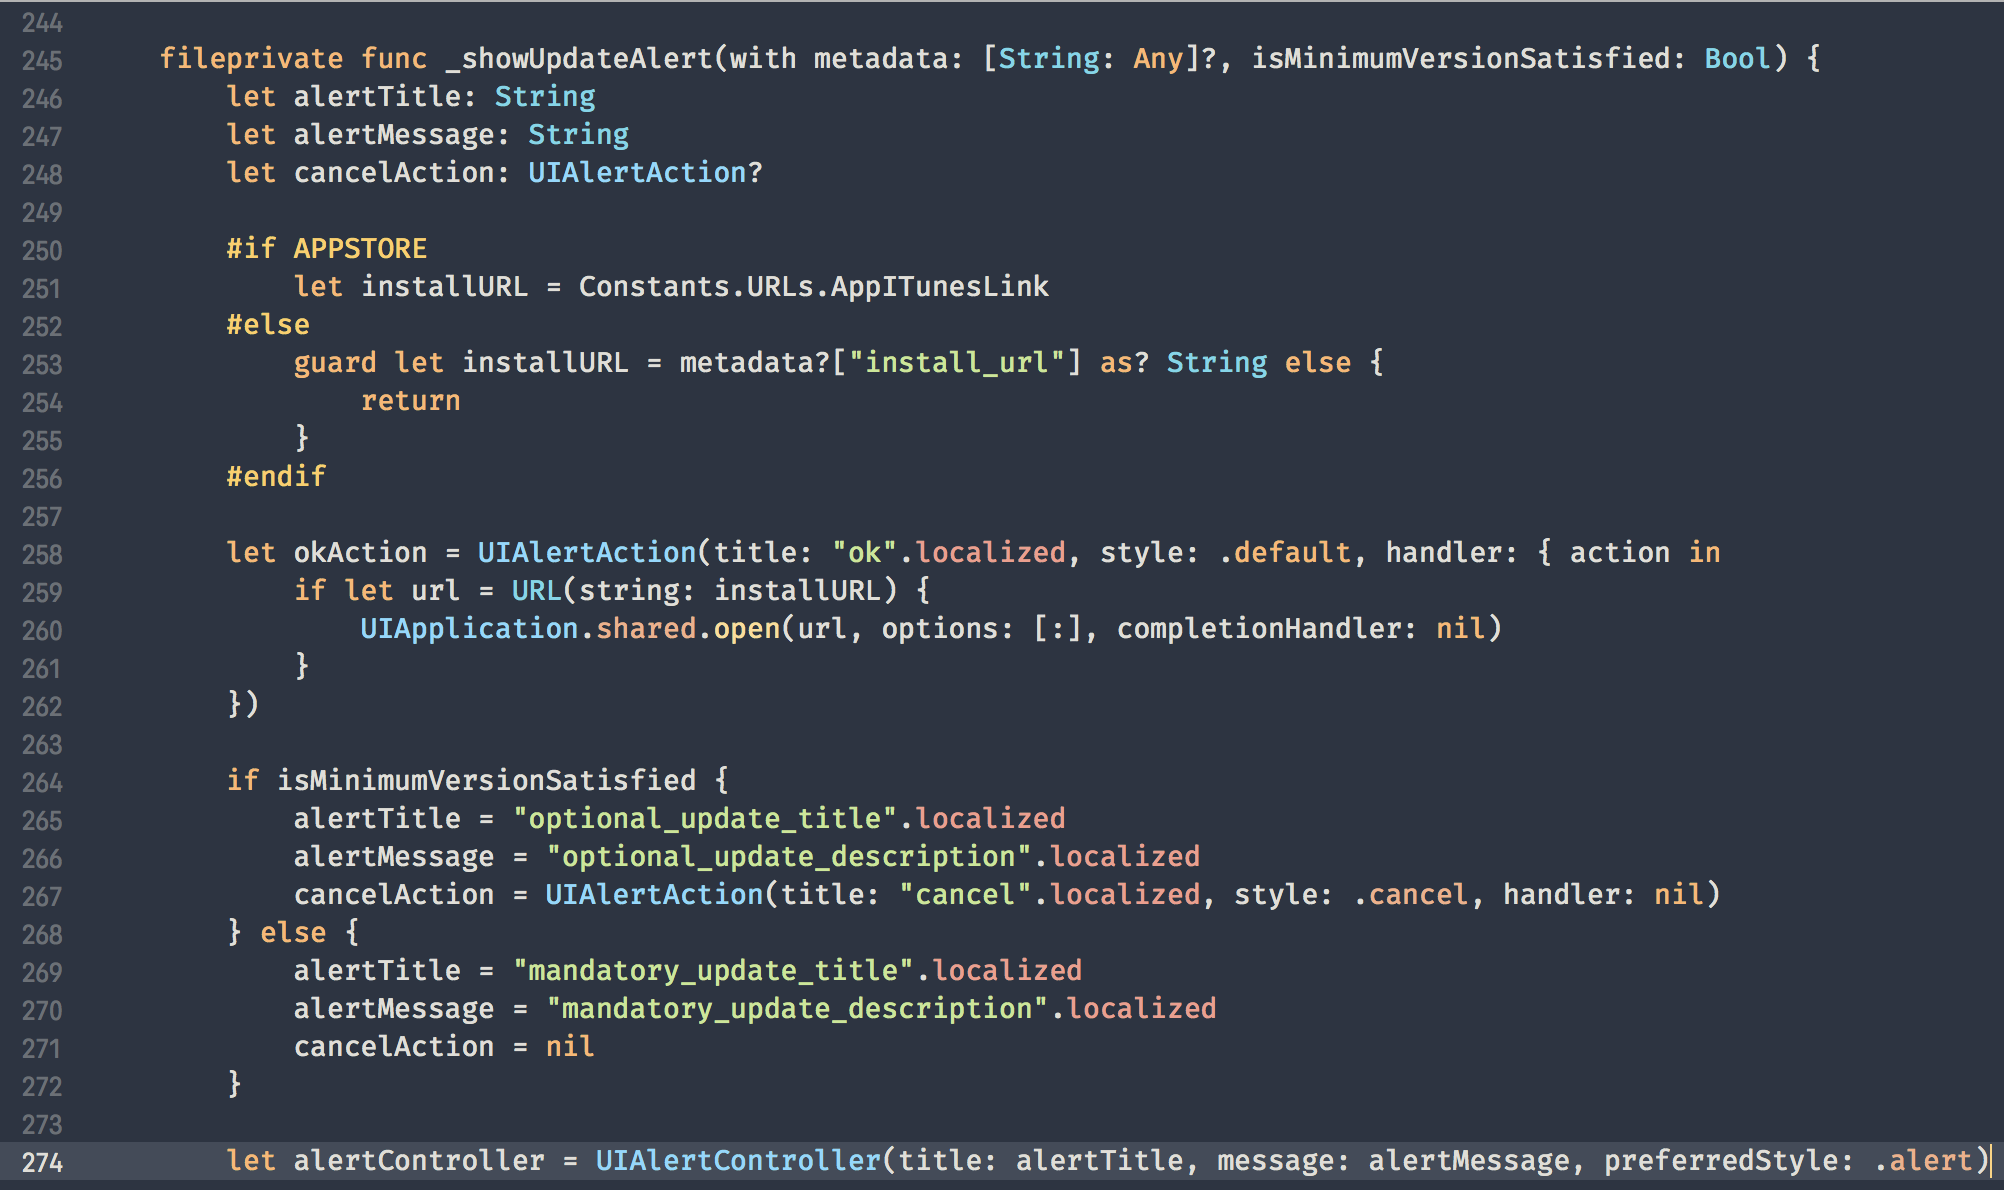 244
245 fileprivate func _showUpdateAlert(with metadata: [String: Any]?, isMinimumVersionSatisfied: Bool) {
246 let alertTitle: String
247 let alertMessage: String
248 let cancelAction: UIAlertAction?
249
250 #if APPSTORE
251 let installURL = Constants.URLs.AppITunesLink
252 #else
253 guard let installURL = metadata?["install_url"] as? String else {
254 return
255 }
256 #endif
257
258 let okAction = UIAlertAction(title: "ok".localized, style: .default, handler: { action in
259 if let url = URL(string: installURL) {
260 UIApplication.shared.open(url, options: [:], completionHandler: nil)
261 }
262 })
263
264 if isMinimumVersionSatisfied {
265 alertTitle = "optional_update_title".localized
266 alertMessage = "optional_update_description".localized
267 cancelAction = UIAlertAction(title: "cancel".localized, style: .cancel, handler: nil)
268 } else {
269 alertTitle = "mandatory_update_title".localized
270 alertMessage = "mandatory_update_description".localized
271 cancelAction = nil
272 }
273
274 let alertController = UIAlertController(title: alertTitle, message: alertMessage, preferredStyle: .alert)